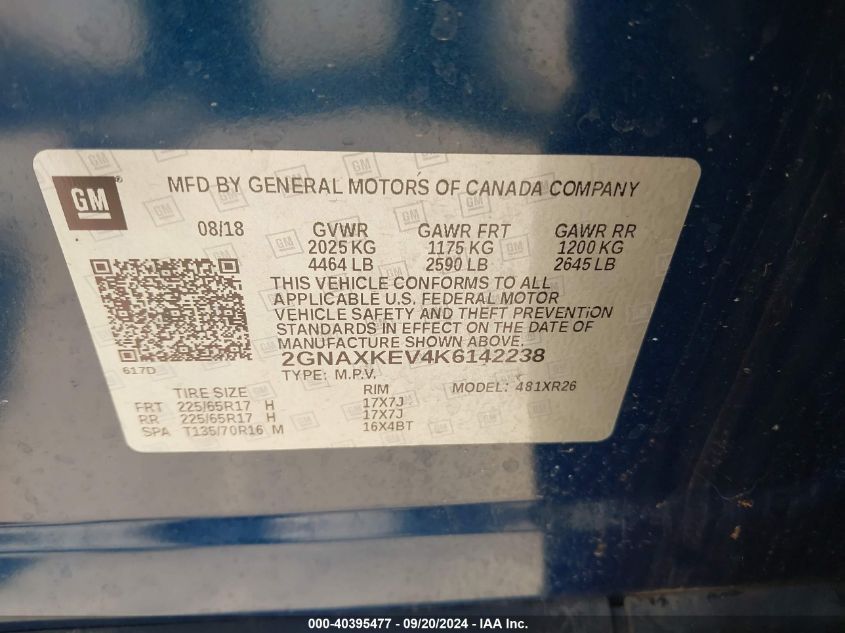 GM
MFD BY GENERAL MOTORS OF CANADA COMPANY
08/18 GVWR GAWR FRT GAWR RR
2025 KG 1175 KG 1200 KG
4464 LB 2590 LB 2645 LB
THIS VEHICLE CONFORMS TO ALL
APPLICABLE U.S. FEDERAL MOTOR
VEHICLE SAFETY AND THEFT PREVENTION
STANDARDS IN EFFECT ON THE DATE OF
MANUFACTURE SHOWN ABOVE.
2GNAXKEV4K6142238
617D
TYPE: M.P.V. MODEL: 481XR26
TIRE SIZE RIM
FRT 225/65R17 H 17X7J
RR 225/65R17 H 17X7J
SPA T135/70R16 M 16X4BT
000-40395477 - 09/20/2024 - IAA Inc.